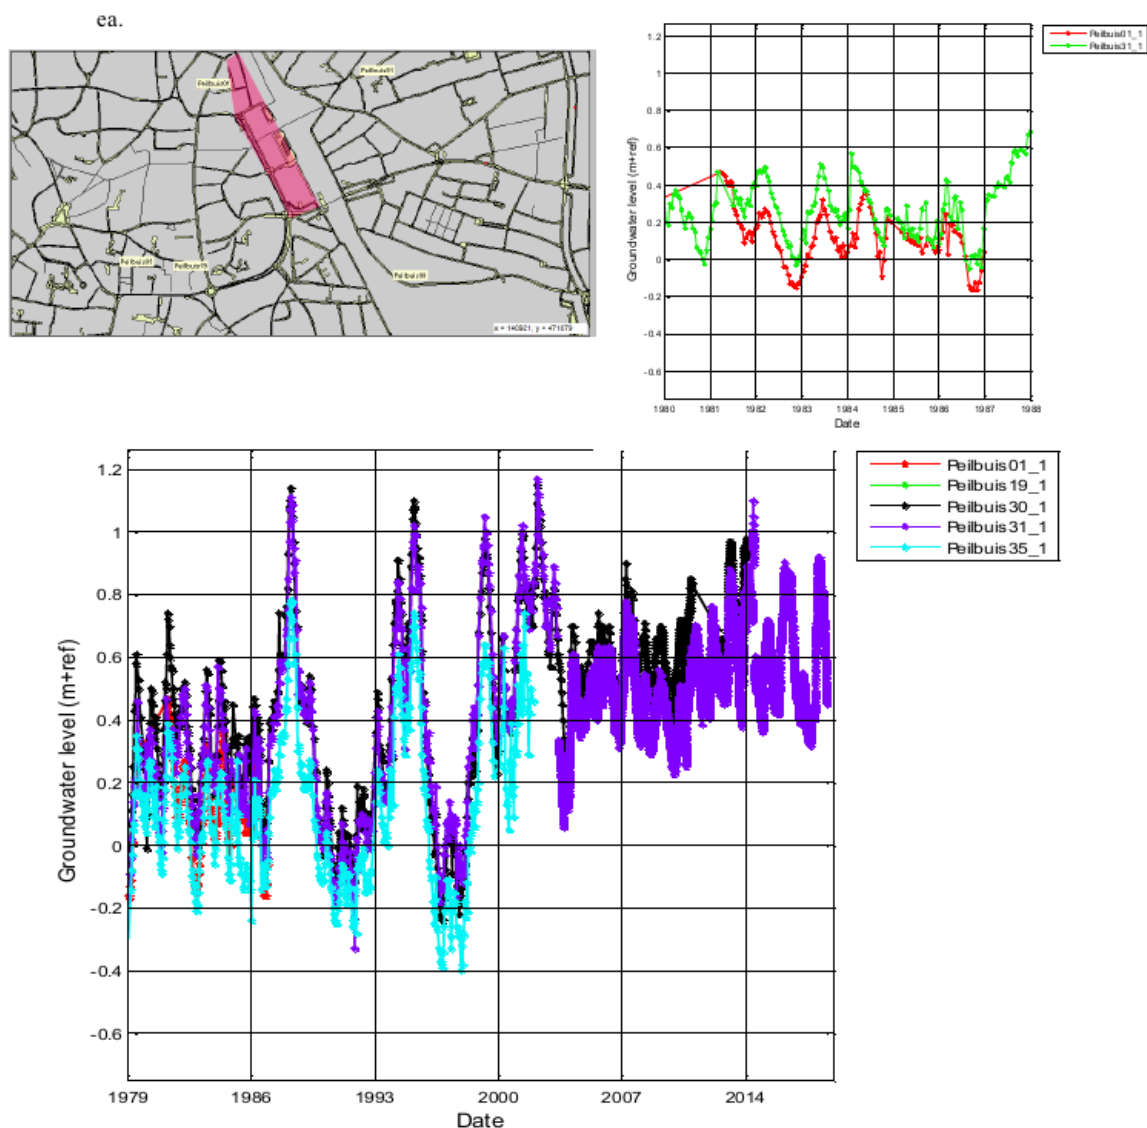 ea.
Peilbuis01
Peilbuis31
Peilbuis19
x = 140921, y = 471079
Peilbuis01_1
Peilbuis31_1
Groundwater level (m+ref)
1.2
1
0.8
0.6
0.4
0.2
0
-0.2
-0.4
-0.6
1980 1981 1982 1983 1984 1985 1986 1987 1988
Date
Peilbuis01_1
Peilbuis19_1
Peilbuis30_1
Peilbuis31_1
Peilbuis35_1
Groundwater level (m+ref)
1.2
1
0.8
0.6
0.4
0.2
0
-0.2
-0.4
-0.6
1979 1986 1993 2000 2007 2014
Date